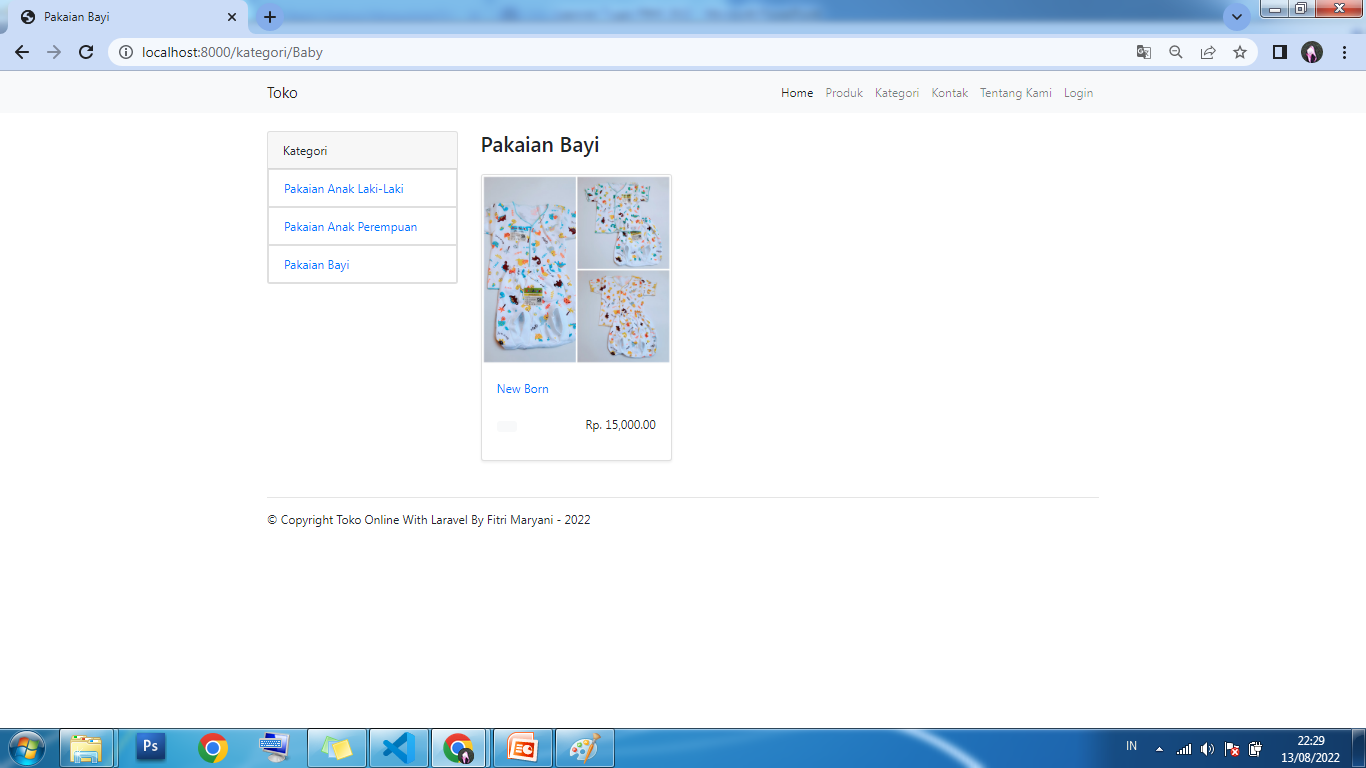 Pakaian Bayi
localhost:8000/kategori/Baby
Toko
Home Produk Kategori Kontak Tentang Kami Login
Kategori
Pakaian Anak Laki-Laki
Pakaian Anak Perempuan
Pakaian Bayi
Pakaian Bayi
New Born
Rp. 15,000.00
© Copyright Toko Online With Laravel By Fitri Maryani - 2022
Ps
IN
22:29
13/08/2022